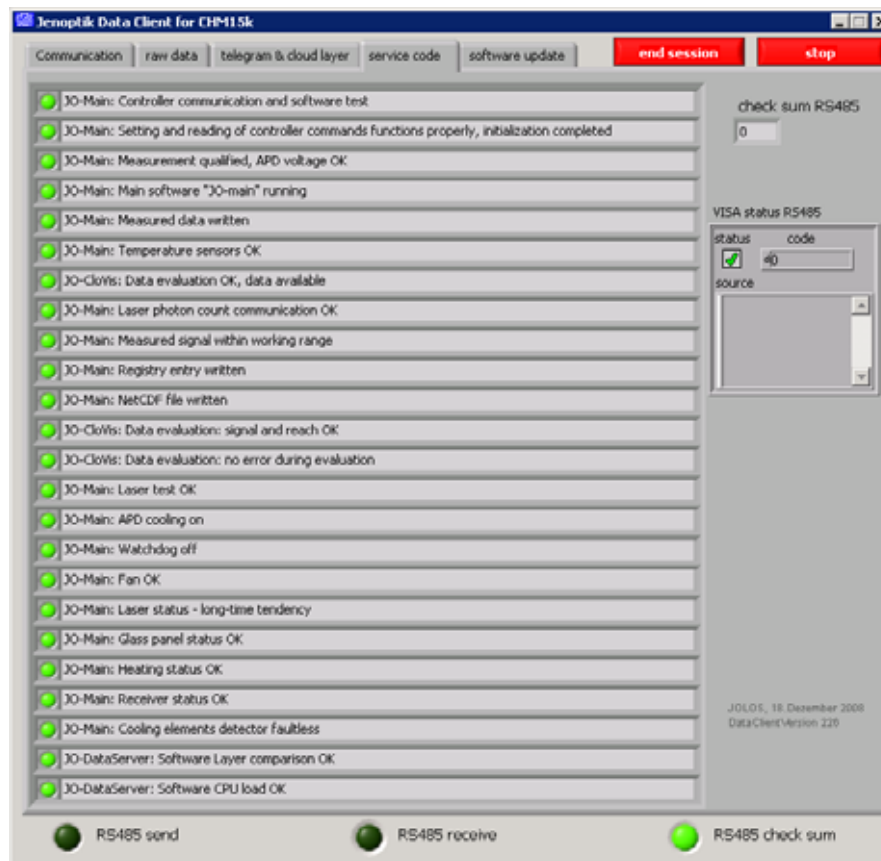 Jenoptik Data Client for CHM15k
Communication
raw data
telegram & cloud layer
service code
software update
end session
stop
JO-Main: Controller communication and software test
JO-Main: Setting and reading of controller commands functions properly, initialization completed
JO-Main: Measurement qualified, APD voltage OK
JO-Main: Main software "JO-main" running
JO-Main: Measured data written
JO-Main: Temperature sensors OK
JO-CloVis: Data evaluation OK, data available
JO-Main: Laser photon count communication OK
JO-Main: Measured signal within working range
JO-Main: Registry entry written
JO-Main: NetCDF file written
JO-CloVis: Data evaluation: signal and reach OK
JO-CloVis: Data evaluation: no error during evaluation
JO-Main: Laser test OK
JO-Main: APD cooling on
JO-Main: Watchdog off
JO-Main: Fan OK
JO-Main: Laser status - long-time tendency
JO-Main: Glass panel status OK
JO-Main: Heating status OK
JO-Main: Receiver status OK
JO-Main: Cooling elements detector faultless
JO-DataServer: Software Layer comparison OK
JO-DataServer: Software CPU load OK
check sum RS485
0
VISA status RS485
status
code
0
source
JOLOS, 18.Dezember 2008
DataClientVersion 226
RS485 send
RS485 receive
RS485 check sum